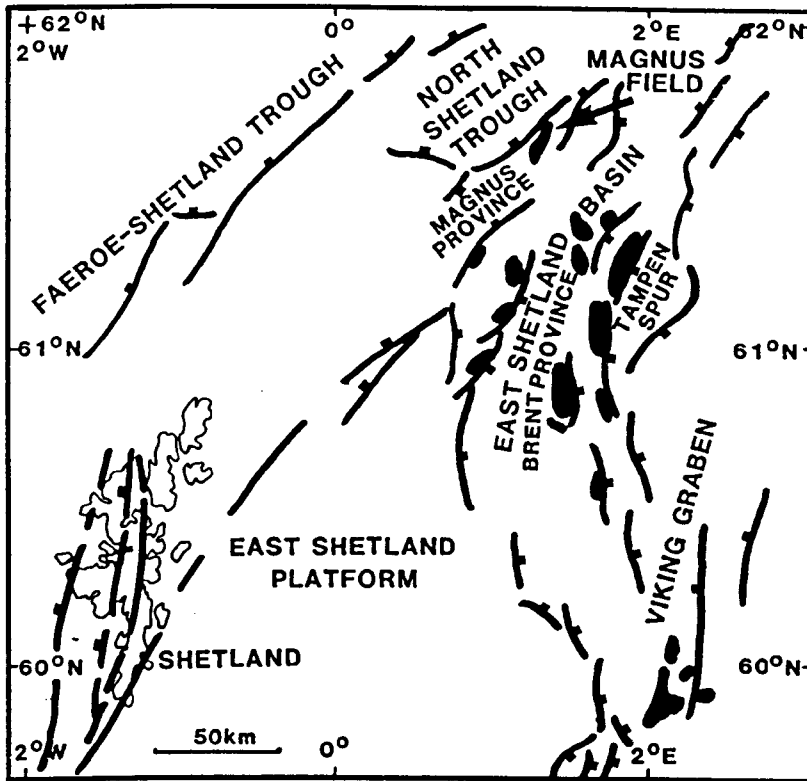 +62°N
2°W
0°
2°E
62°N
MAGNUS
FIELD
NORTH
SHETLAND
TROUGH
FAEROE-SHETLAND TROUGH
MAGNUS
PROVINCE
BASIN
EAST SHETLAND
BRENT PROVINCE
TAMPEN
SPUR
61°N
61°N
VIKING GRABEN
EAST SHETLAND
PLATFORM
60°N
SHETLAND
60°N
50km
2°W
0°
2°E